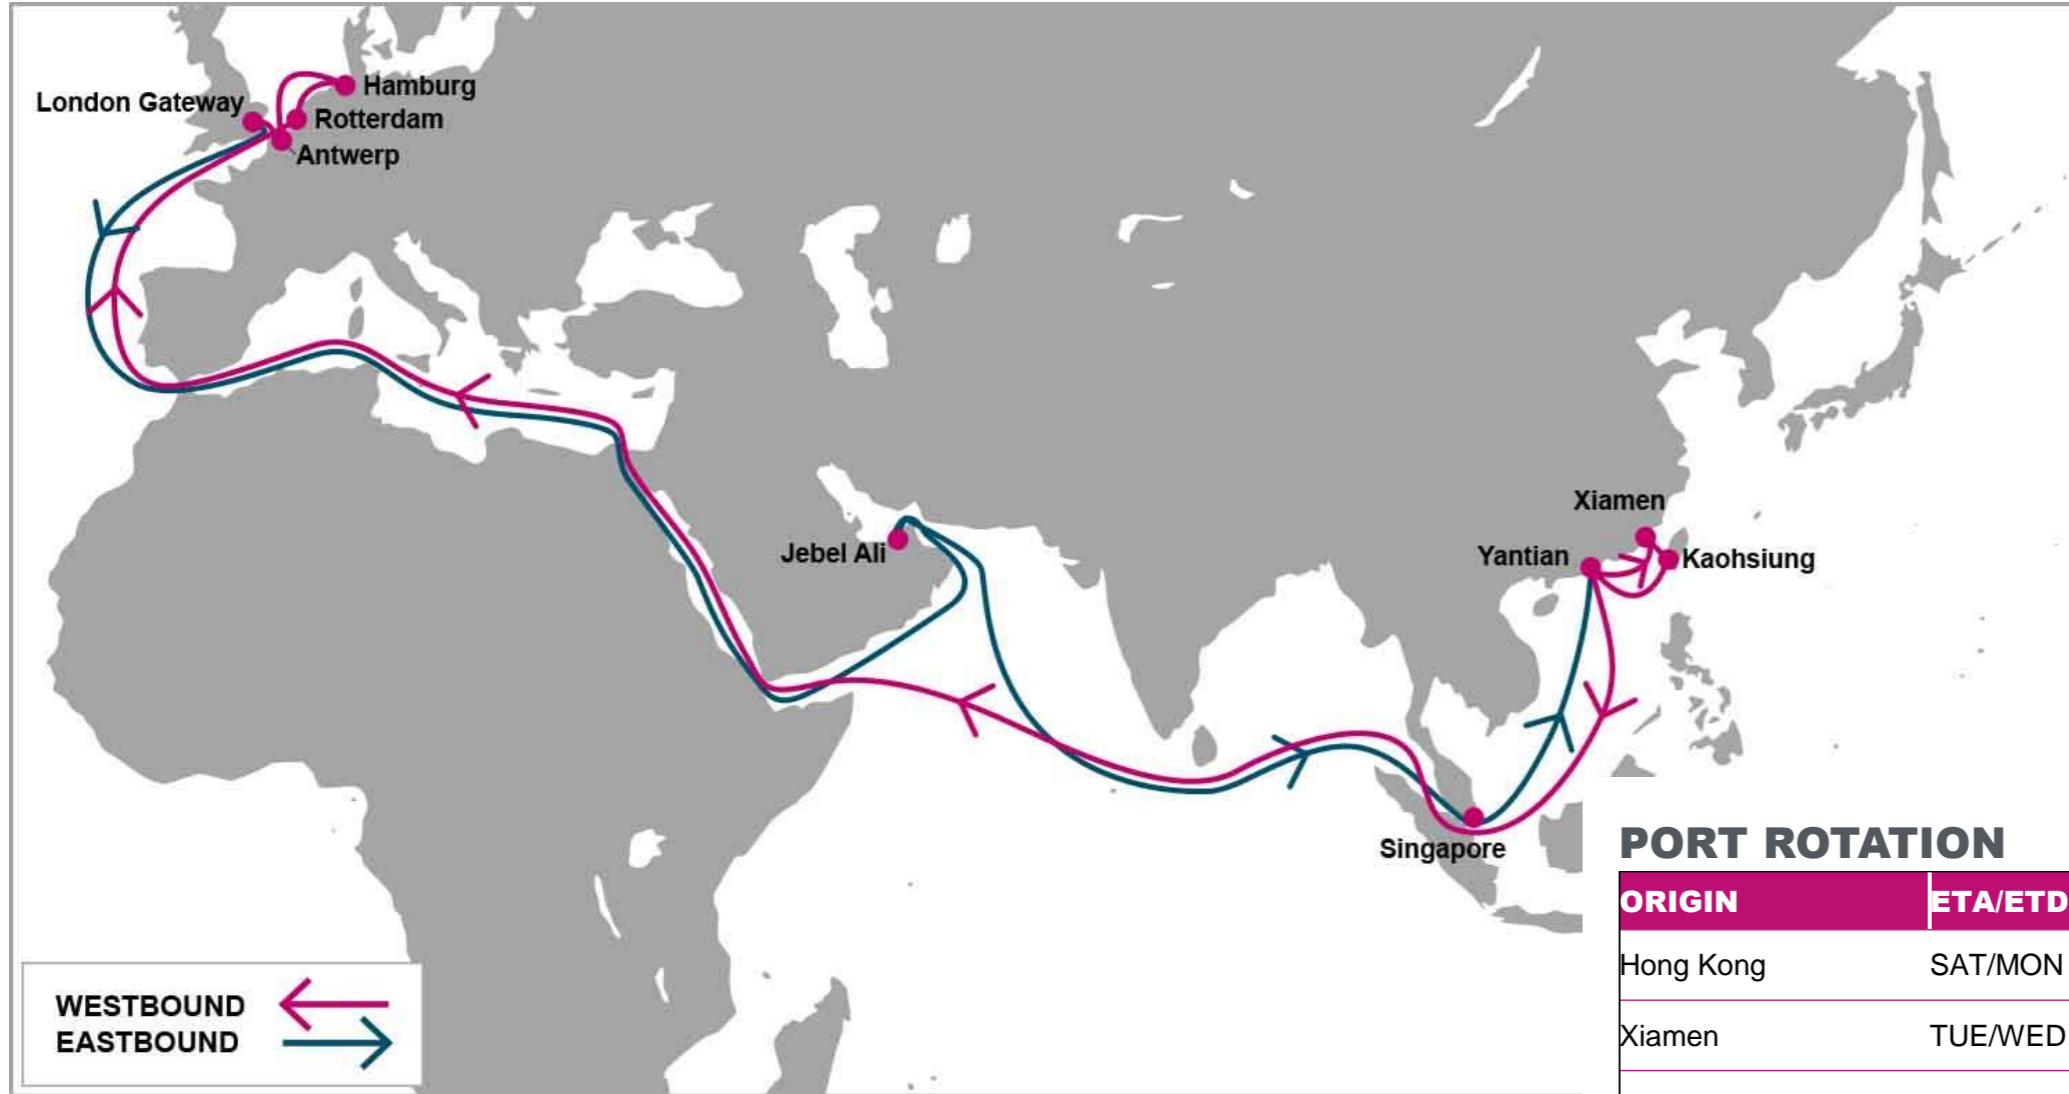 Hamburg
London Gateway
Rotterdam
Antwerp
Xiamen
Jebel Ali
Yantian
Kaohsiung
Singapore
PORT ROTATION
ORIGIN ETA/ETD
Hong Kong SAT/MON
Xiamen TUE/WED
WESTBOUND
EASTBOUND